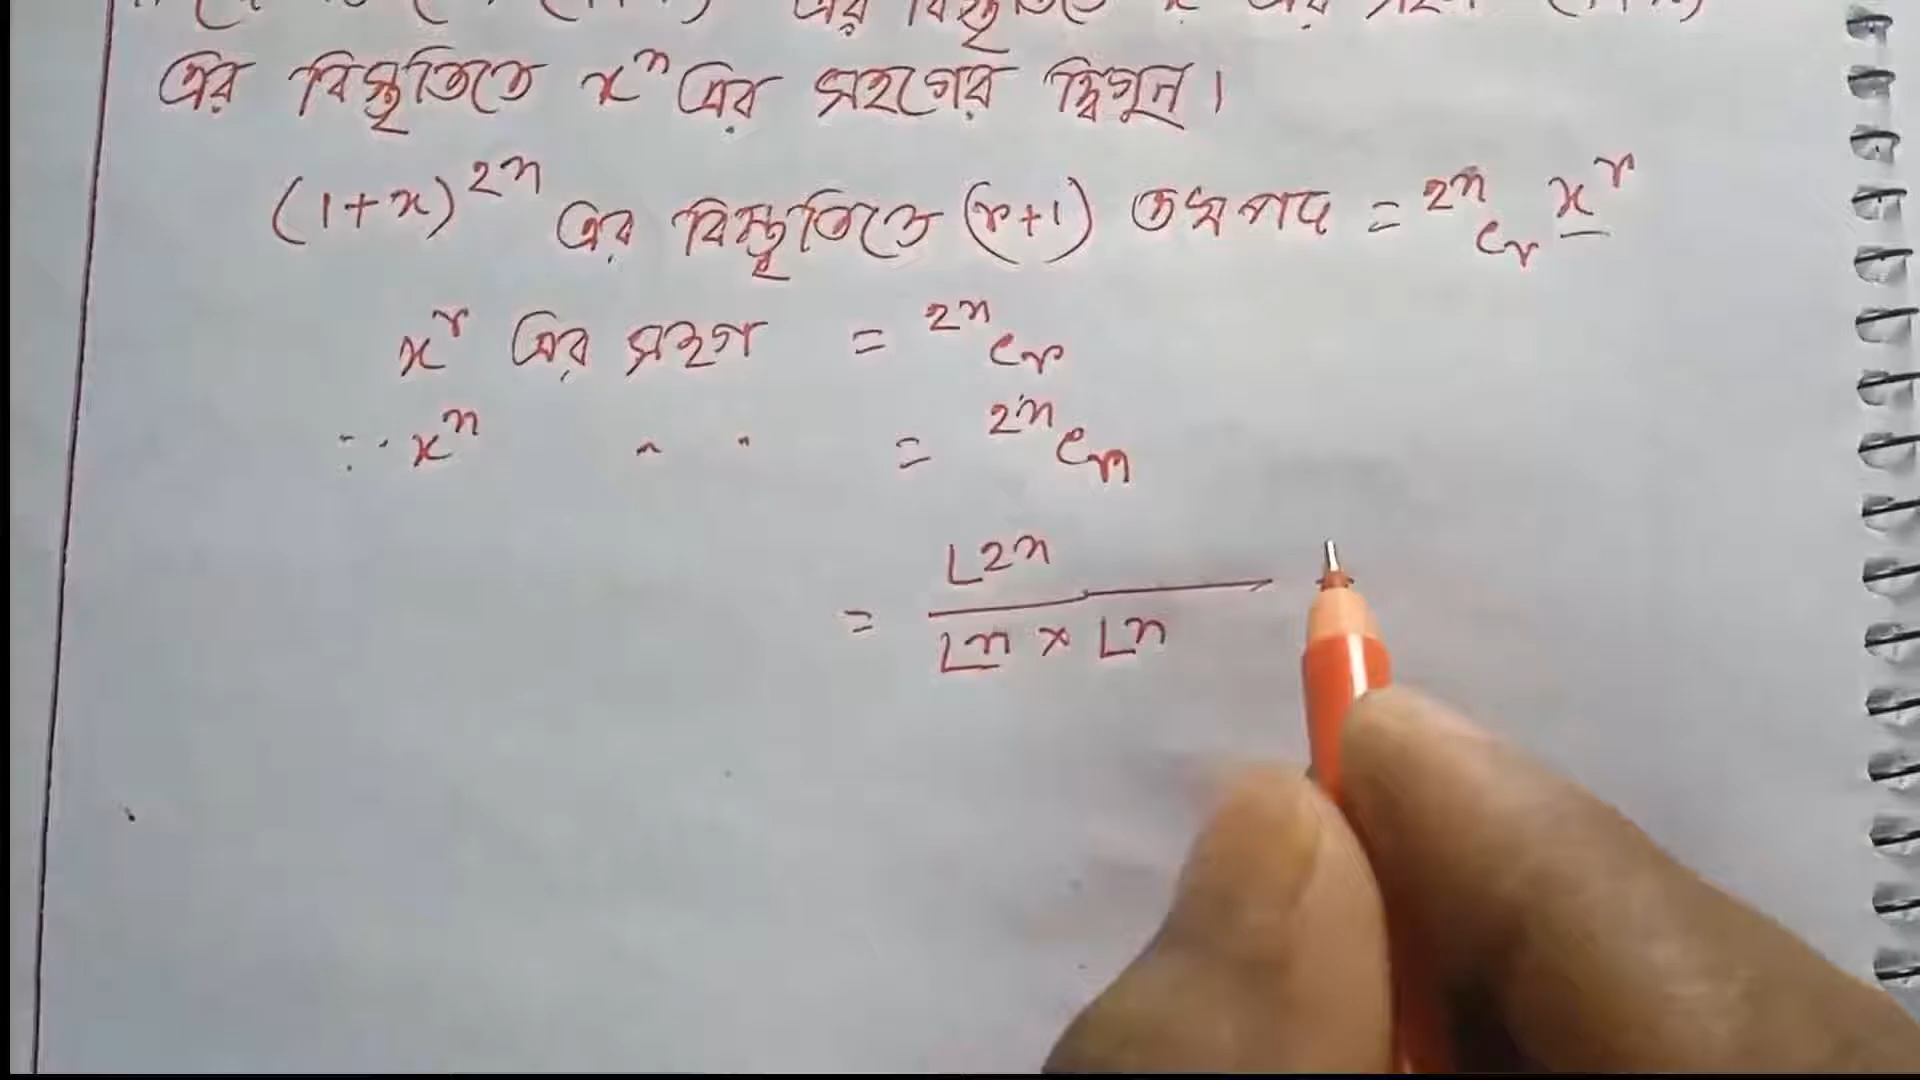 এর বিস্তৃতিতে x^n এর সহগের দ্বিগুন।
(1+x)^2n এর বিস্তৃতিতে (r+1) তম পদ = ^2n c_r x^r
x^r এর সহগ = ^2n c_r
∴ x^n " " = ^2n c_n
= ∟2n
∟n × ∟n